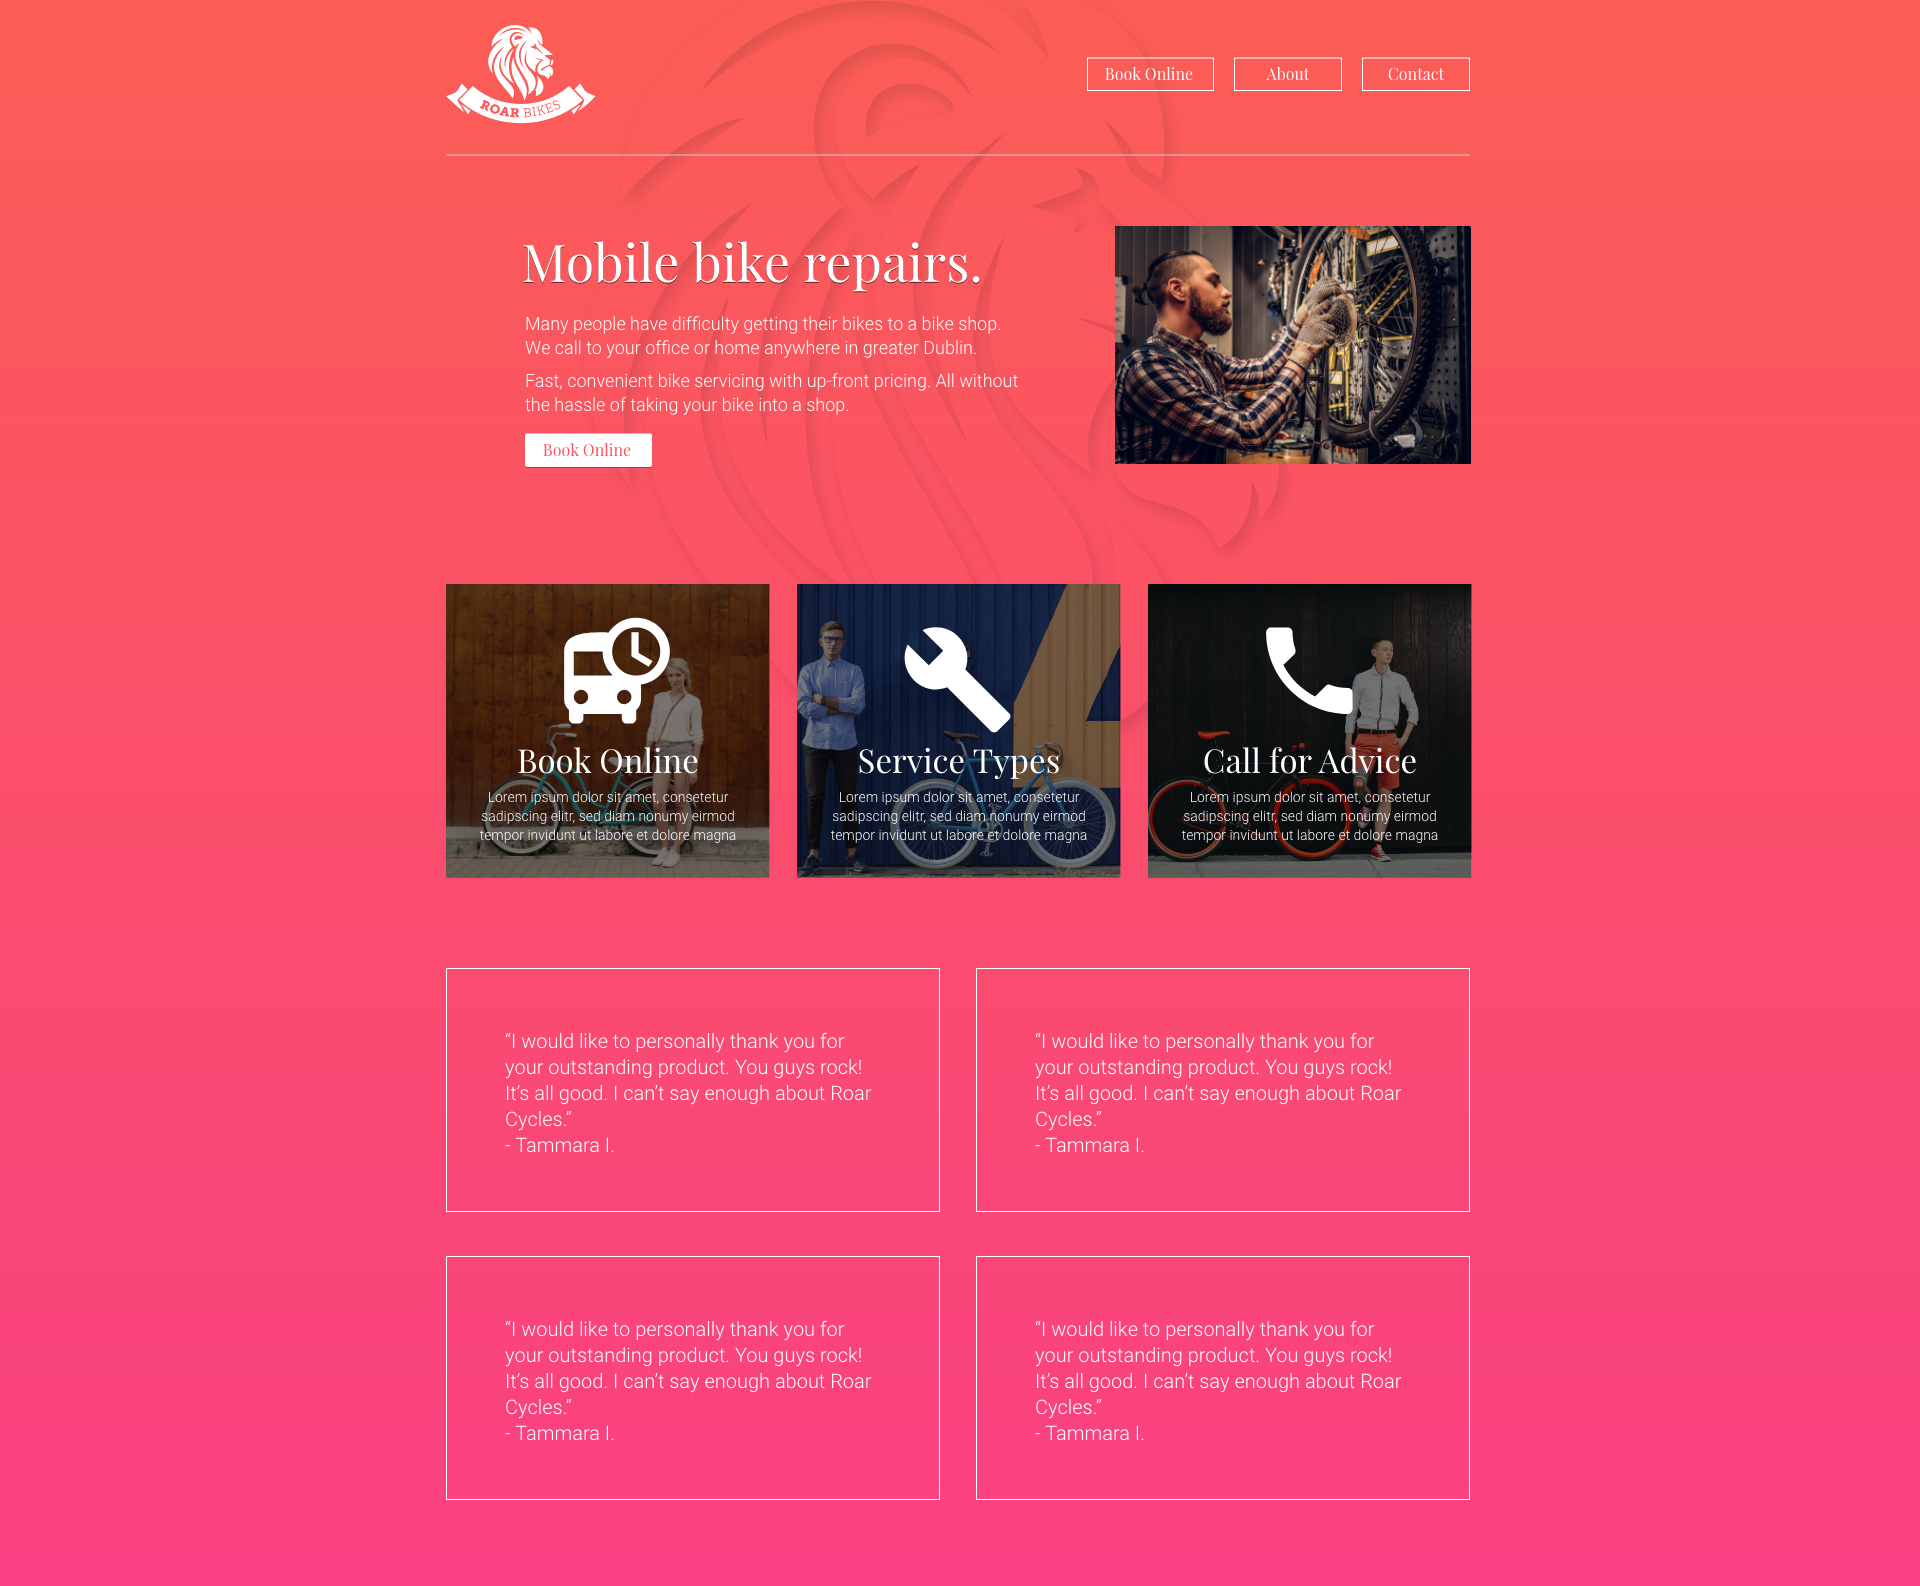 ROAR BIKES
Book Online
About
Contact
Mobile bike repairs.
Many people have difficulty getting their bikes to a bike shop.
We call to your office or home anywhere in greater Dublin.
Fast, convenient bike servicing with up-front pricing. All without
the hassle of taking your bike into a shop.
Book Online
Book Online
Lorem ipsum dolor sit amet, consetetur
sadipscing elitr, sed diam nonumy eirmod
tempor invidunt ut labore et dolore magna
Service Types
Lorem ipsum dolor sit amet, consetetur
sadipscing elitr, sed diam nonumy eirmod
tempor invidunt ut labore et dolore magna
Call for Advice
Lorem ipsum dolor sit amet, consetetur
sadipscing elitr, sed diam nonumy eirmod
tempor invidunt ut labore et dolore magna
“I would like to personally thank you for
your outstanding product. You guys rock!
It’s all good. I can’t say enough about Roar
Cycles.”
- Tammara I.
“I would like to personally thank you for
your outstanding product. You guys rock!
It’s all good. I can’t say enough about Roar
Cycles.”
- Tammara I.
“I would like to personally thank you for
your outstanding product. You guys rock!
It’s all good. I can’t say enough about Roar
Cycles.”
- Tammara I.
“I would like to personally thank you for
your outstanding product. You guys rock!
It’s all good. I can’t say enough about Roar
Cycles.”
- Tammara I.